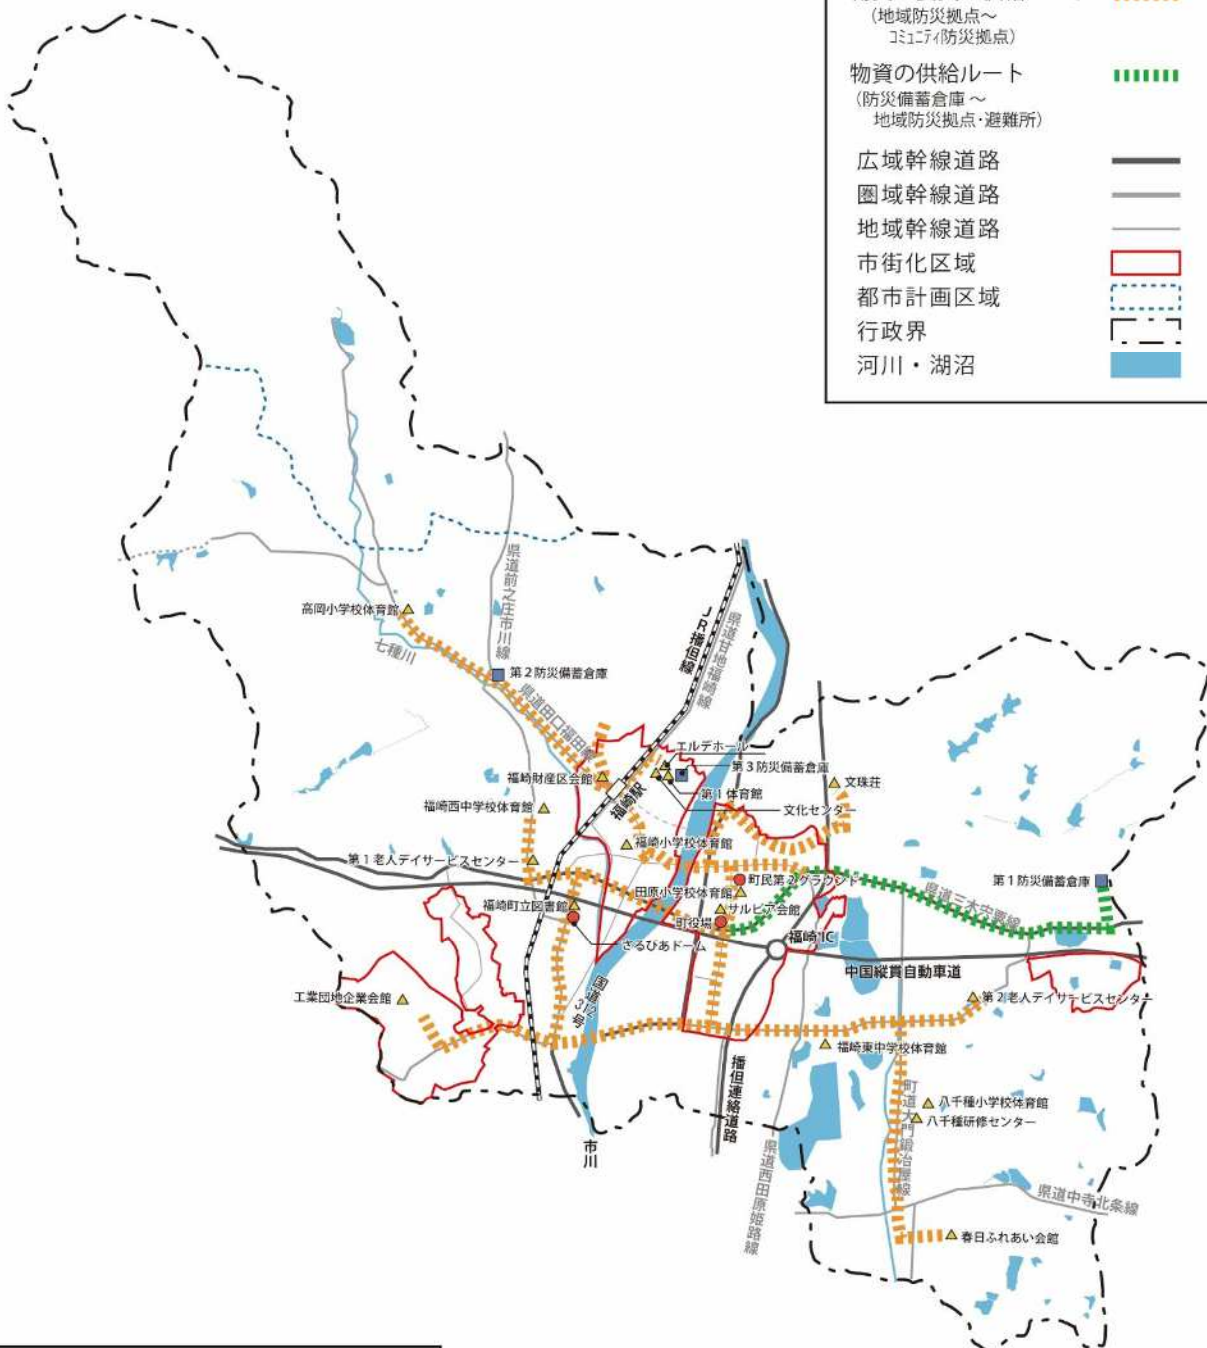 （地域防災拠点～
コミュニティ防災拠点）
物資の供給ルート
（防災備蓄倉庫～
地域防災拠点・避難所）
広域幹線道路
圏域幹線道路
地域幹線道路
市街化区域
都市計画区域
行政界
河川・湖沼
県道前之庄市川線
高岡小学校体育館
七種川
第２防災備蓄倉庫
県道田口福田線
JR播但線
県道甘地福崎線
エルデホール
第３防災備蓄倉庫
福崎財産区会館
福崎駅
第１体育館
文珠荘
文化センター
福崎西中学校体育館
福崎小学校体育館
第１老人デイサービスセンター
町民第２グラウンド
第１防災備蓄倉庫
県道三木宍粟線
田原小学校体育館
福崎町立図書館
サルビア会館
町役場
さるびあドーム
福崎IC
中国縦貫自動車道
工業団地企業会館
国道312号
第２老人デイサービスセンター
福崎東中学校体育館
播但連絡道路
町道大門鍛冶屋線
八千種小学校体育館
八千種研修センター
市川
県道西田原姫路線
県道中寺北条線
春日ふれあい会館